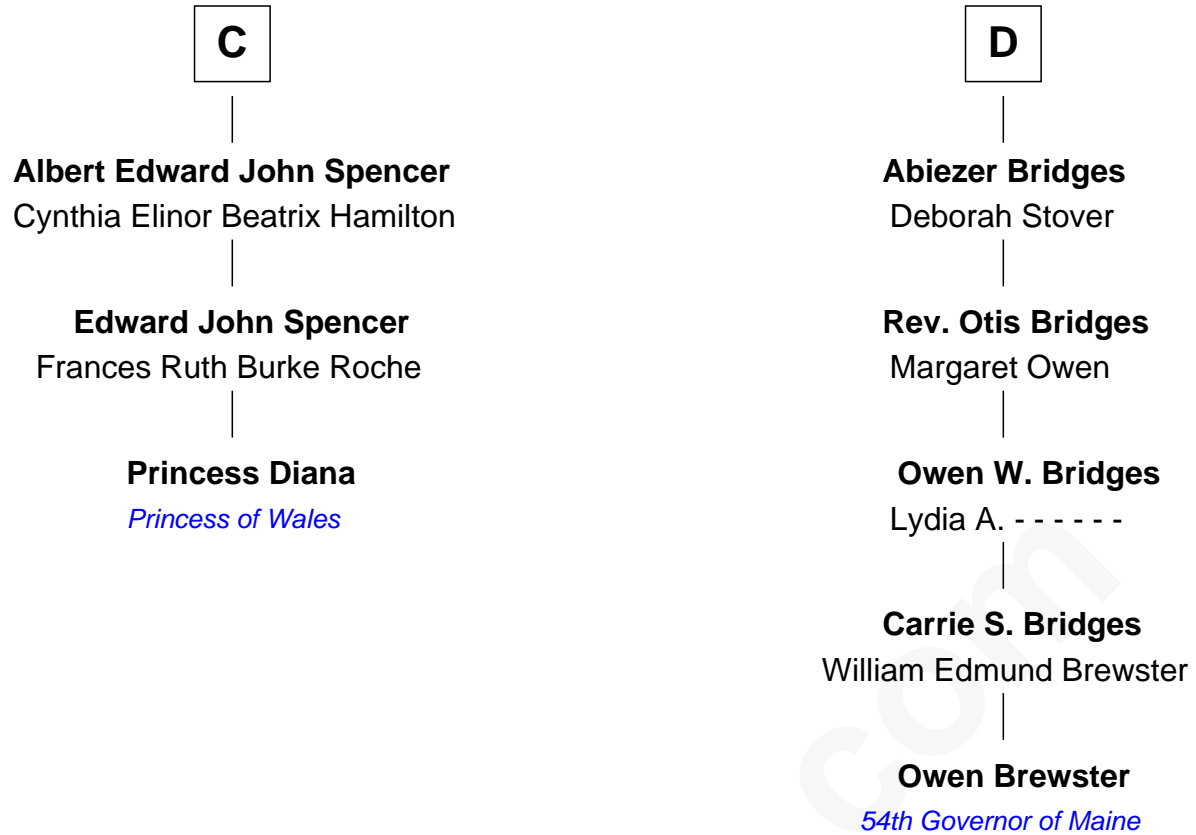 C
Albert Edward John Spencer
Cynthia Elinor Beatrix Hamilton
Edward John Spencer
Frances Ruth Burke Roche
Princess Diana
Princess of Wales
D
Abiezer Bridges
Deborah Stover
Rev. Otis Bridges
Margaret Owen
Owen W. Bridges
Lydia A. - - - - - -
Carrie S. Bridges
William Edmund Brewster
Owen Brewster
54th Governor of Maine
com